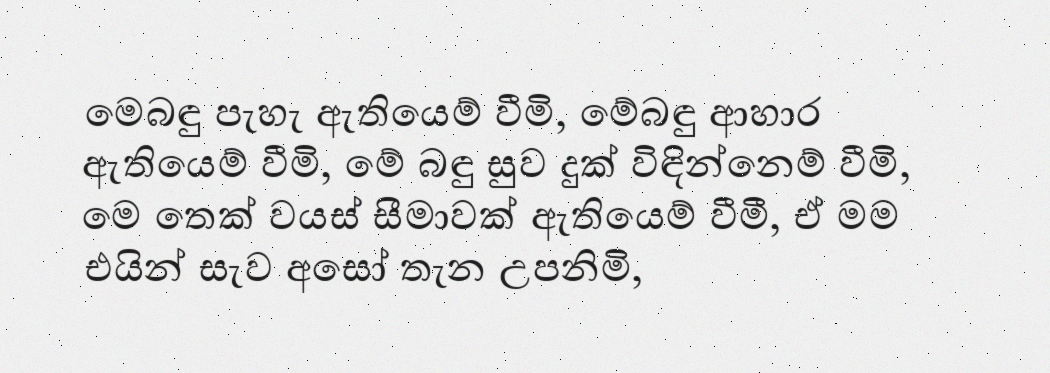 මෙබඳු පැහැ ඇතියෙම් වීමි, මේබඳු ආහාර
ඇතියෙම් වීමි, මේ බඳු සුව දුක් විඳින්නෙම් වීමි,
මෙ තෙක් වයස් සීමාවක් ඇතියෙම් වීමී, ඒ මම
එයින් සැව අසෝ තැන උපනිමි,